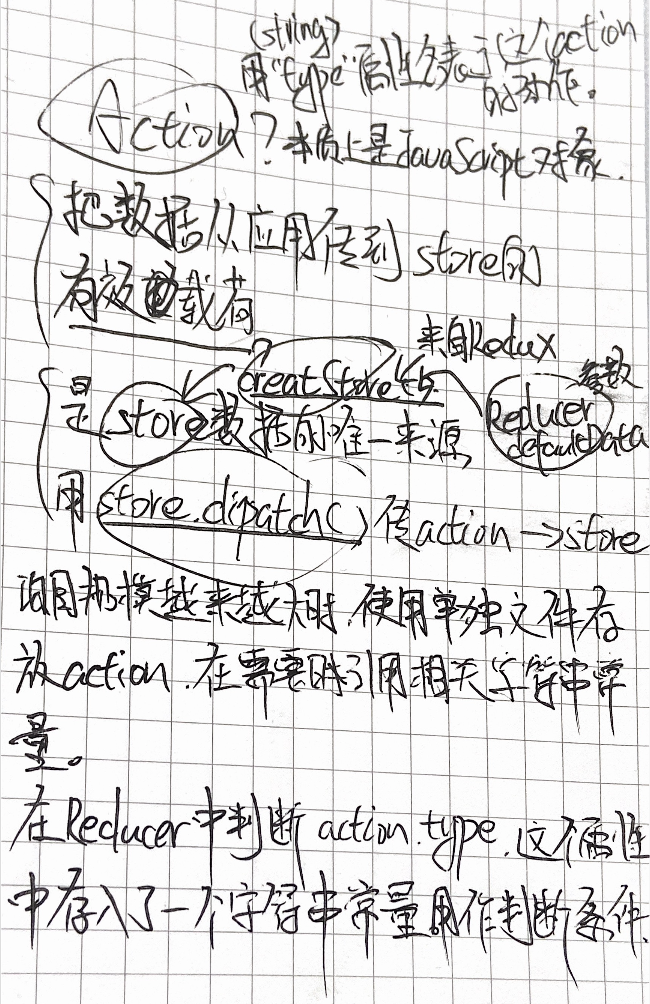 (string)
用"type"属性表示这个action
的动作。
Action? 本质上是JavaScript对象.
把数据从应用传到 store的
有效载荷
来自Redux
creatStore
参数
Reducer
defaultData
是store数据的唯一来源,
用store.dipatch() 传action→store
规模越来越大时,使用单独文件存
放action.在需要时引用相关字符串常
量。
在Reducer中判断action.type.这个属性
中存入了一个字符串常量用作判断条件.